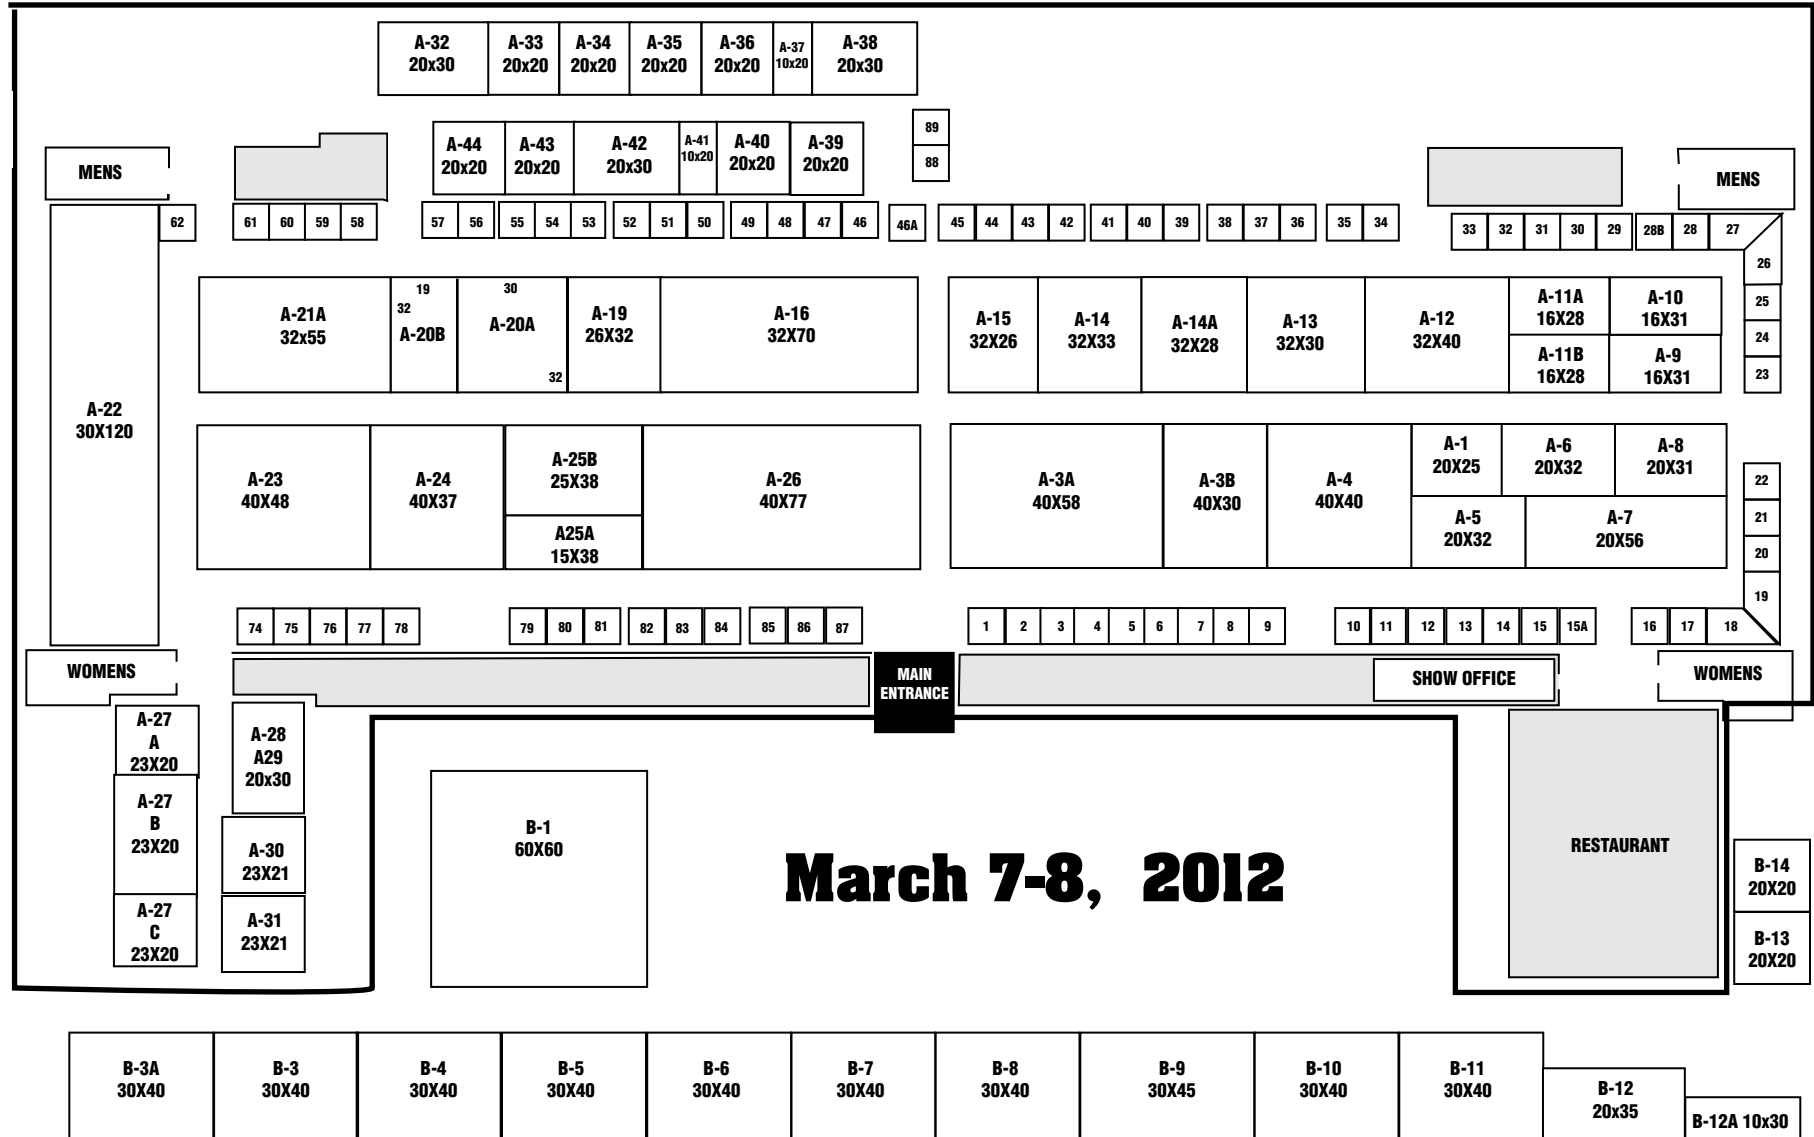 A-32
20x30
A-33
20x20
A-34
20x20
A-35
20x20
A-36
20x20
A-37
10x20
A-38
20x30
A-44
20x20
A-43
20x20
A-42
20x30
A-41
10x20
A-40
20x20
A-39
20x20
89
88
MENS
MENS
62
61 60 59 58
57 56 55 54 53 52 51 50 49 48 47 46
46A
45 44 43 42 41 40 39 38 37 36 35 34
33 32 31 30 29 28B 28 27
26
25
24
23
A-22
30X120
A-21A
32x55
19
32
A-20B
30
A-20A
32
A-19
26X32
A-16
32X70
A-15
32X26
A-14
32X33
A-14A
32X28
A-13
32X30
A-12
32X40
A-11A
16X28
A-10
16X31
A-11B
16X28
A-9
16X31
A-23
40X48
A-24
40X37
A-25B
25X38
A25A
15X38
A-26
40X77
A-3A
40X58
A-3B
40X30
A-4
40X40
A-1
20X25
A-6
20X32
A-8
20X31
A-5
20X32
A-7
20X56
22
21
20
19
74 75 76 77 78
79 80 81 82 83 84 85 86 87
1 2 3 4 5 6 7 8 9
10 11 12 13 14 15 15A
16 17 18
WOMENS
MAIN
ENTRANCE
SHOW OFFICE
WOMENS
A-27
A
23X20
A-27
B
23X20
A-27
C
23X20
A-28
A29
20x30
A-30
23X21
A-31
23X21
B-1
60X60
March 7-8, 2012
RESTAURANT
B-14
20X20
B-13
20X20
B-3A
30X40
B-3
30X40
B-4
30X40
B-5
30X40
B-6
30X40
B-7
30X40
B-8
30X40
B-9
30X45
B-10
30X40
B-11
30X40
B-12
20x35
B-12A 10x30